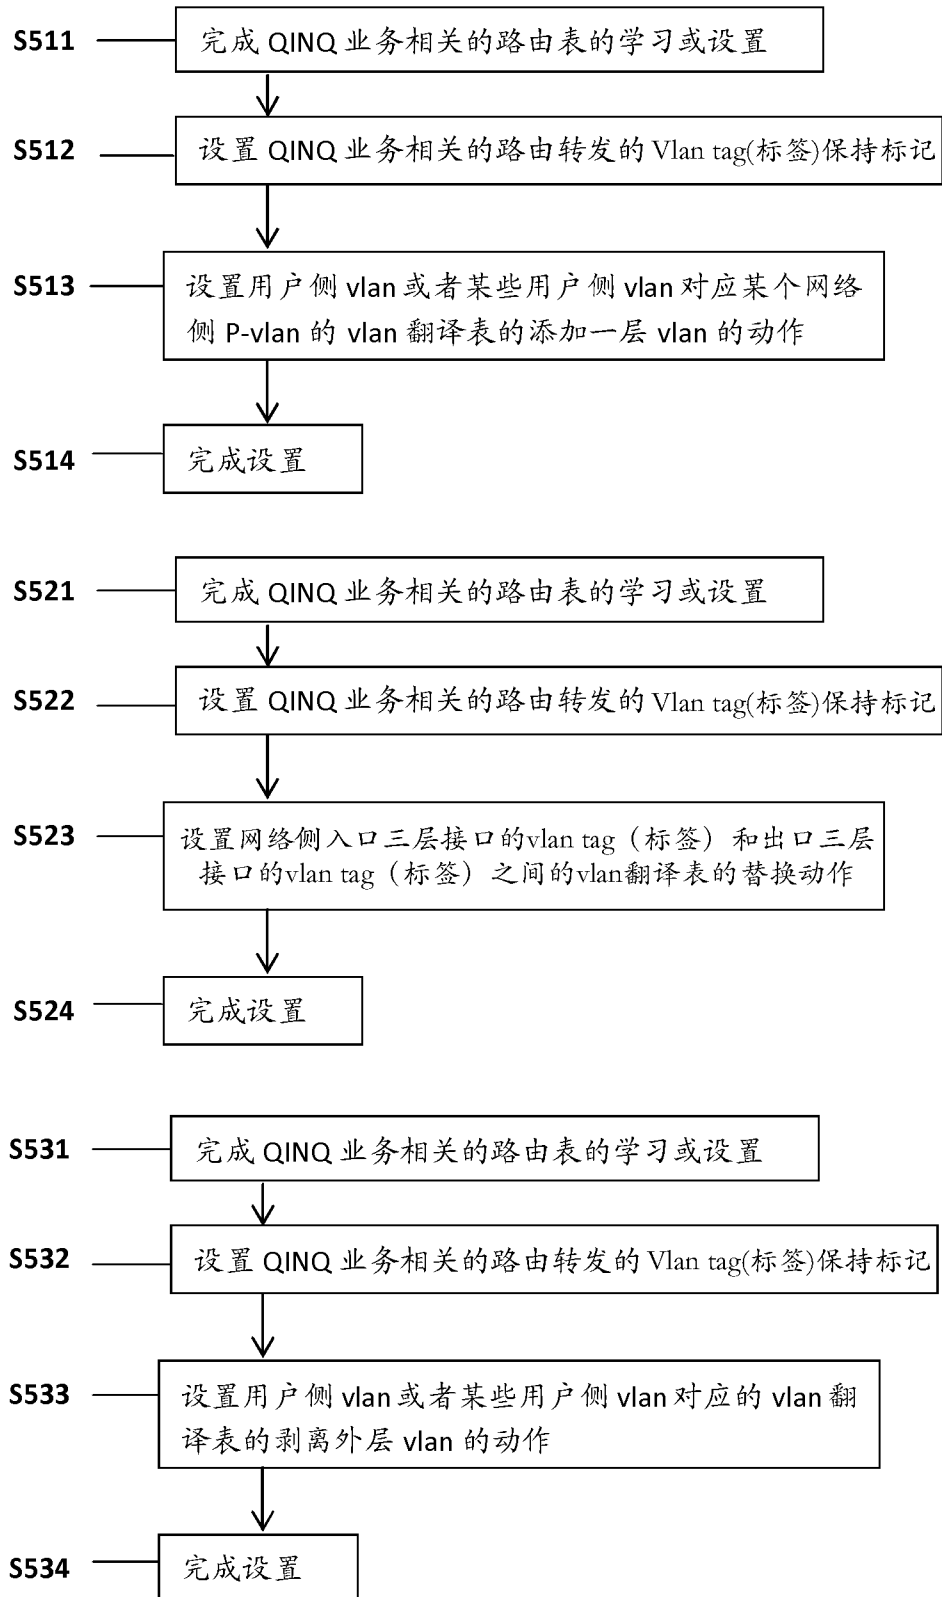 S511
完成 QINQ 业务相关的路由表的学习或设置
S512
设置 QINQ 业务相关的路由转发的 Vlan tag(标签)保持标记
S513
设置用户侧 vlan 或者某些用户侧 vlan 对应某个网络
侧 P-vlan 的 vlan 翻译表的添加一层 vlan 的动作
S514
完成设置
S521
完成 QINQ 业务相关的路由表的学习或设置
S522
设置 QINQ 业务相关的路由转发的 Vlan tag(标签)保持标记
S523
设置网络侧入口三层接口的vlan tag（标签）和出口三层
接口的vlan tag（标签）之间的vlan翻译表的替换动作
S524
完成设置
S531
完成 QINQ 业务相关的路由表的学习或设置
S532
设置 QINQ 业务相关的路由转发的 Vlan tag(标签)保持标记
S533
设置用户侧 vlan 或者某些用户侧 vlan 对应的 vlan 翻
译表的剥离外层 vlan 的动作
S534
完成设置